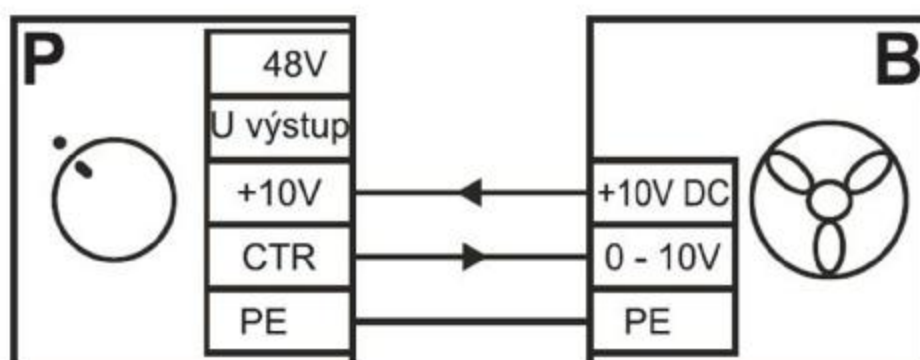 P
48V
U výstup
+10V
CTR
PE
B
+10V DC
0 - 10V
PE